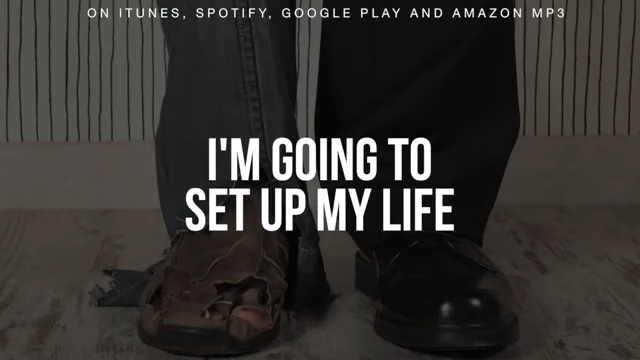 ON ITUNES, SPOTIFY, GOOGLE PLAY AND AMAZON MP3
I'M GOING TO
SET UP MY LIFE